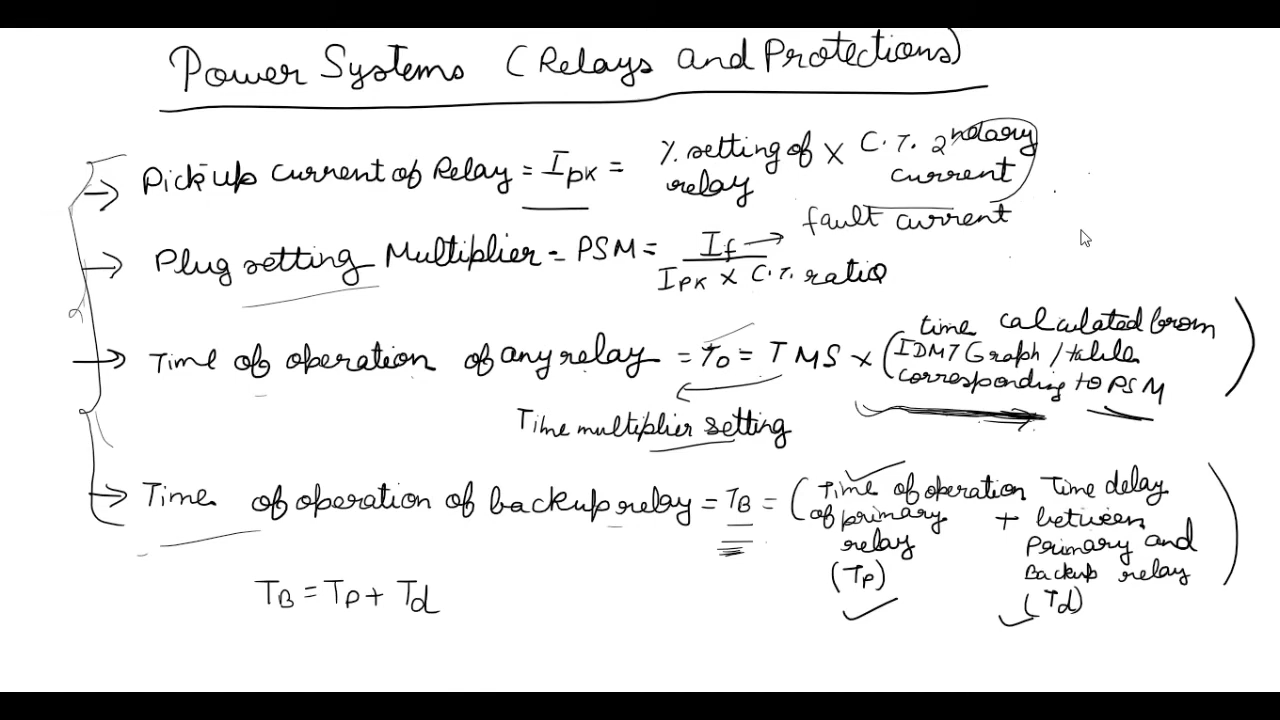 Power Systems (Relays and Protections)
→ Pickup current of Relay = IPK = % setting of relay × C.T. 2ndary current
→ Plug setting Multiplier = PSM = If → fault current
IPK × C.T. ratio
→ Time of operation of any relay = To = TMS × (time calculated from
IDMT Graph/table
corresponding to PSM)
Time multiplier setting
→ Time of operation of backup relay = TB = (Time of operation of primary relay (TP) + Time delay between Primary and Backup relay (Td))
TB = TP + Td